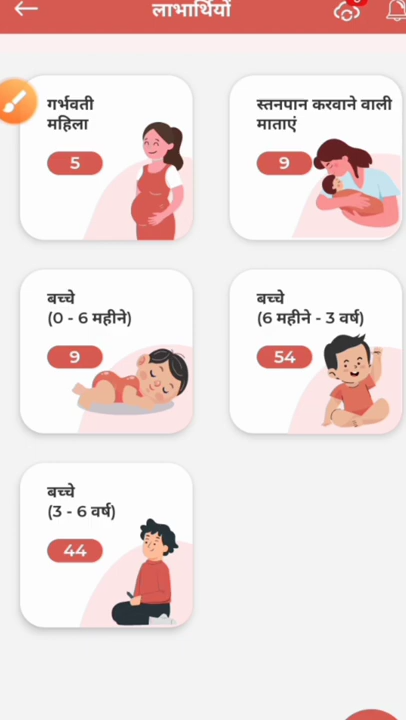 लाभार्थियों
गर्भवती
महिला
5
स्तनपान करवाने वाली
माताएं
9
बच्चे
(0 - 6 महीने)
9
बच्चे
(6 महीने - 3 वर्ष)
54
बच्चे
(3 - 6 वर्ष)
44